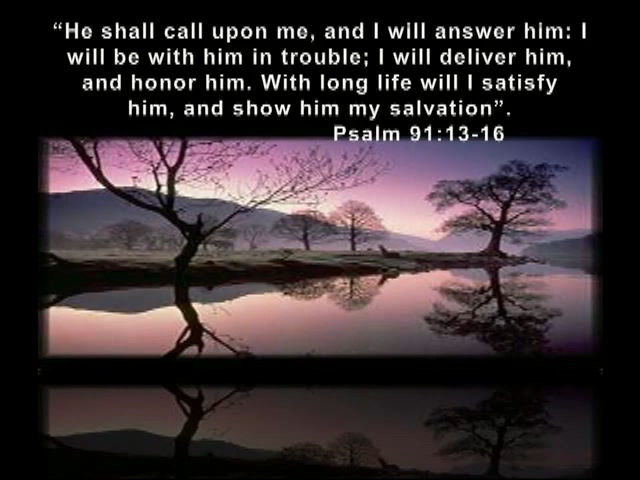 “He shall call upon me, and I will answer him: I
will be with him in trouble; I will deliver him,
and honor him. With long life will I satisfy
him, and show him my salvation”.
Psalm 91:13-16